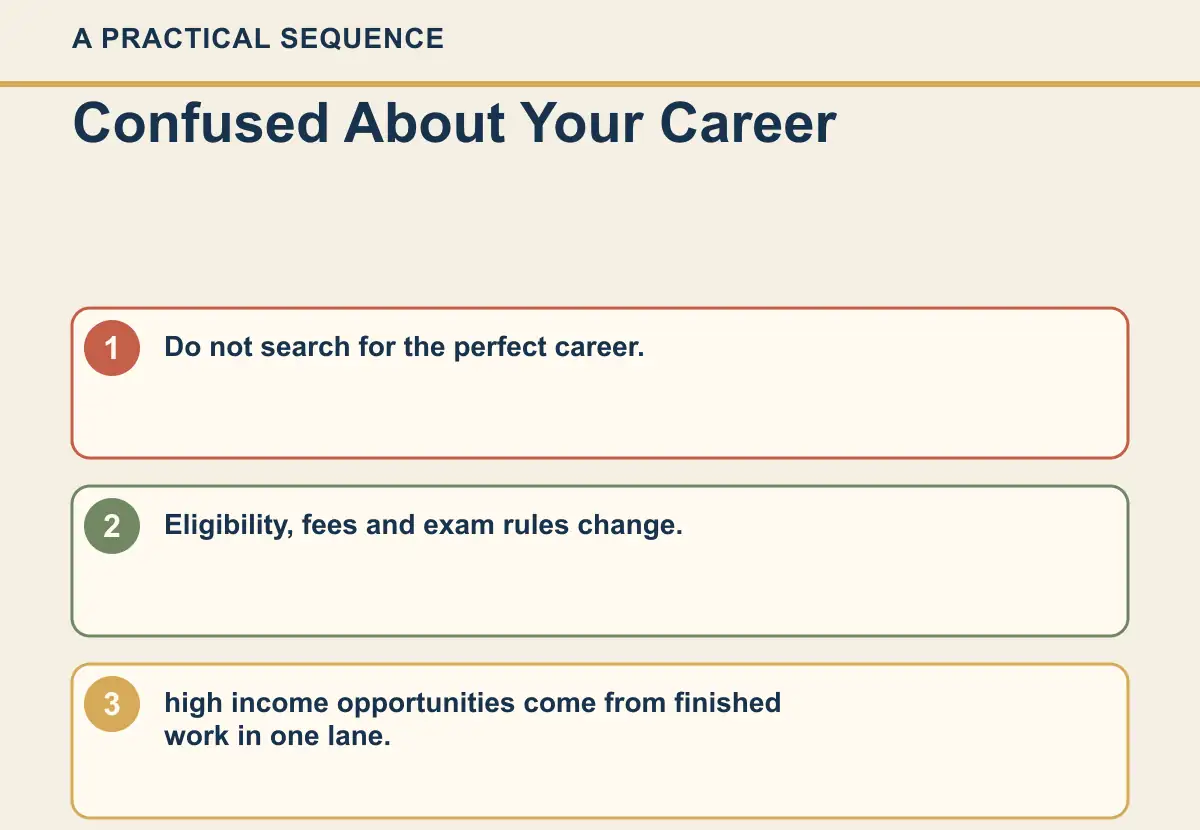 A PRACTICAL SEQUENCE
Confused About Your Career
1
Do not search for the perfect career.
2
Eligibility, fees and exam rules change.
3
high income opportunities come from finished
work in one lane.